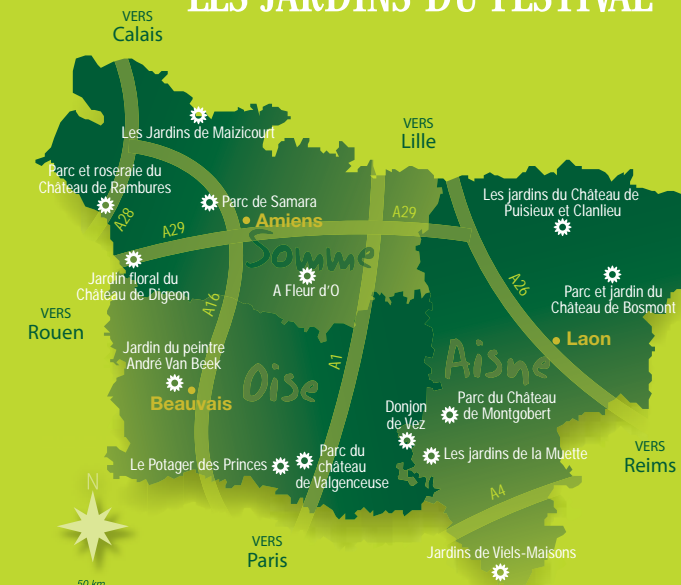 LES JARDINS DU FESTIVAL
VERS
Calais
Les Jardins de Maizicourt
VERS
Lille
Parc et roseraie du
Château de Rambures
Parc de Samara
Les jardins du Château de
Puisieux et Clanlieu
A28
A29
Amiens
A29
Somme
Jardin floral du
Château de Digeon
A Fleur d'O
A26
Parc et jardin du
Château de Bosmont
A16
VERS
Rouen
Laon
Jardin du peintre
André Van Beek
A1
Aisne
Oise
Beauvais
Donjon
de Vez
Parc du Château
de Montgobert
Le Potager des Princes
Parc du
château
de Valgenceuse
Les jardins de la Muette
VERS
Reims
N
A4
VERS
Paris
Jardins de Viels-Maisons
50 km